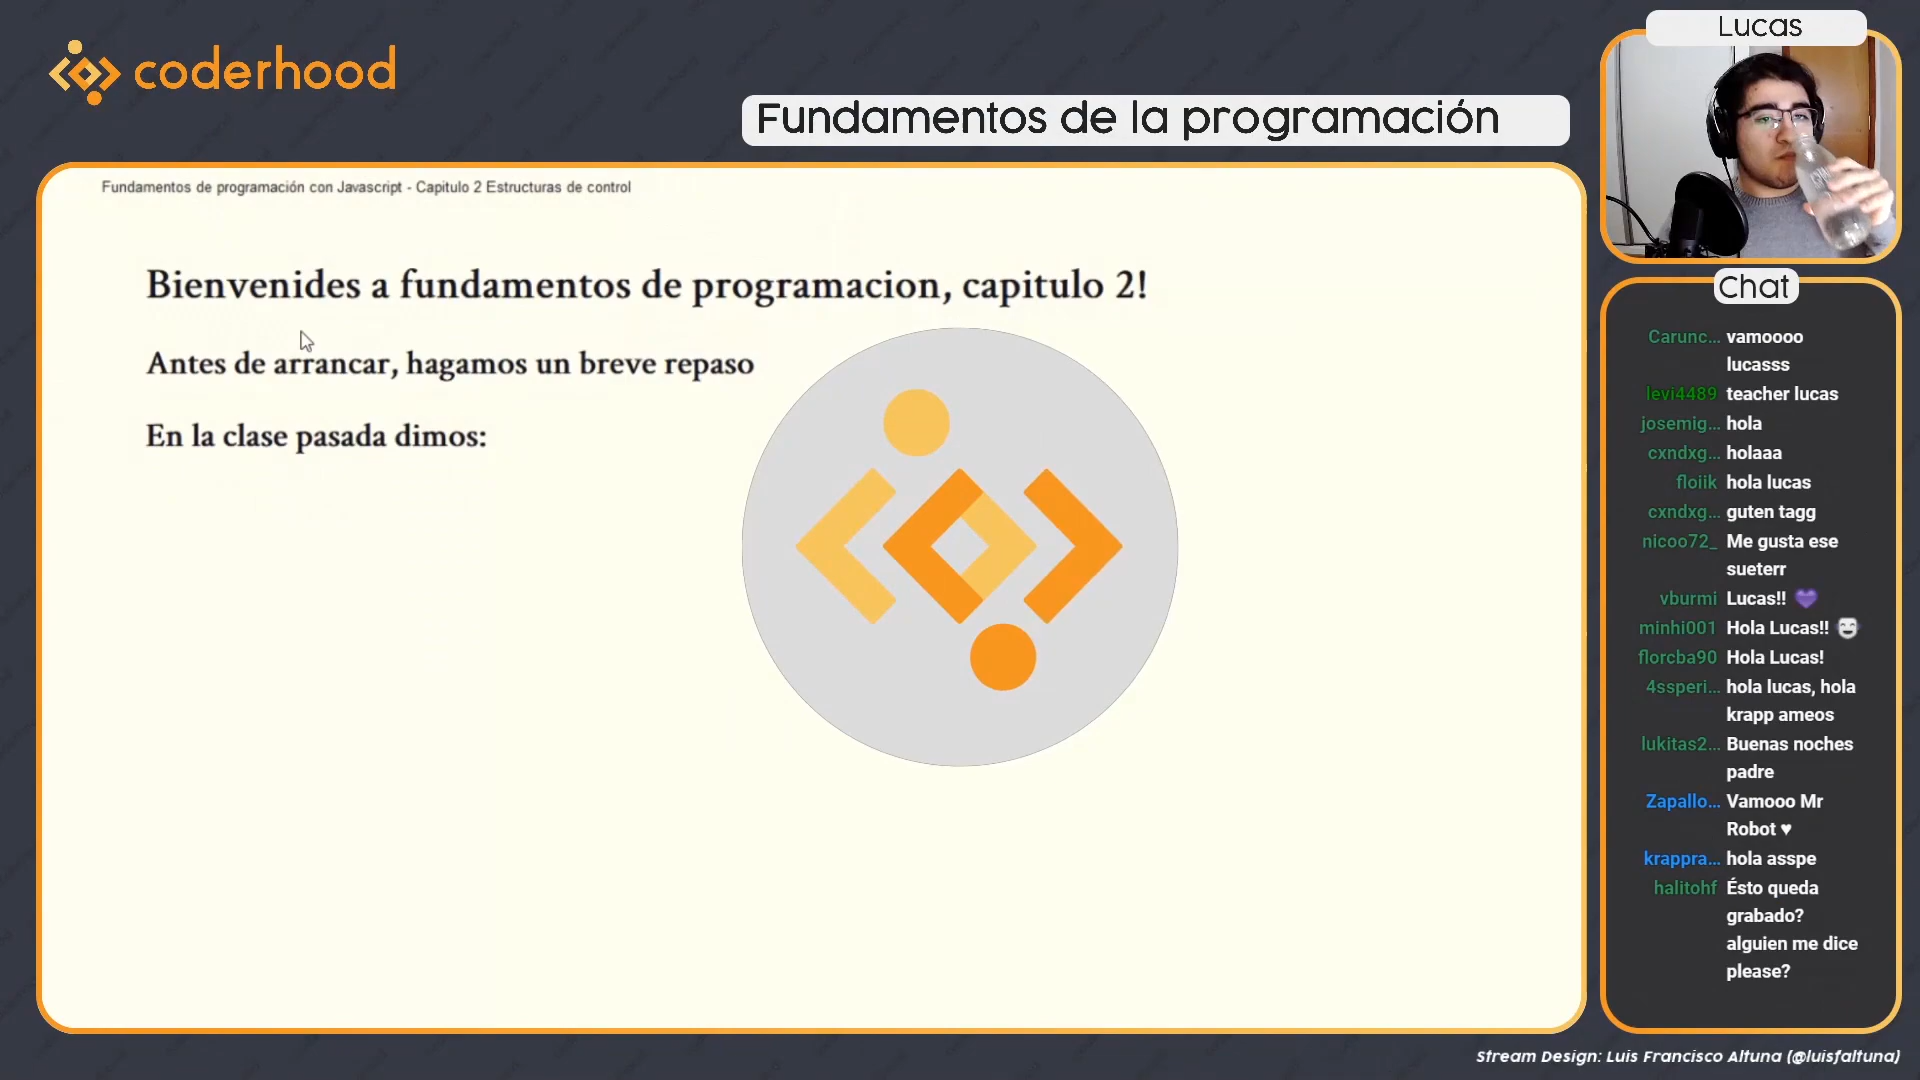 coderhood
Fundamentos de la programación
Lucas
Fundamentos de programación con Javascript - Capitulo 2 Estructuras de control
Bienvenides a fundamentos de programacion, capitulo 2!
Antes de arrancar, hagamos un breve repaso
En la clase pasada dimos:
Chat
Carunc... vamoooo
lucasss
levi4489 teacher lucas
josemig... hola
cxndxg... holaaa
floiik hola lucas
cxndxg... guten tagg
nicoo72_ Me gusta ese
sueterr
vburmi Lucas!! 💜
minhi001 Hola Lucas!!
florcba90 Hola Lucas!
4ssperi... hola lucas, hola
krapp ameos
lukitas2... Buenas noches
padre
Zapallo... Vamooo Mr
Robot ♥
krappra... hola asspe
halitohf Ésto queda
grabado?
alguien me dice
please?
Stream Design: Luis Francisco Altuna (@luisfaltuna)